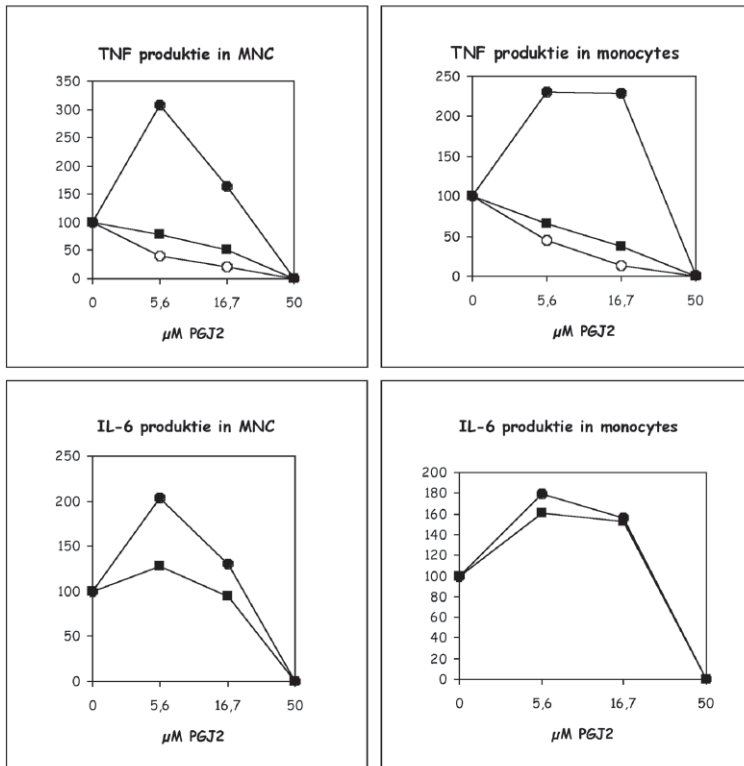 TNF produktie in MNC
350
300
250
200
150
100
50
0
0 5,6 16,7 50
µM PGJ2
TNF produktie in monocytes
250
200
150
100
50
0
0 5,6 16,7 50
µM PGJ2
IL-6 produktie in MNC
250
200
150
100
50
0
0 5,6 16,7 50
µM PGJ2
IL-6 produktie in monocytes
200
180
160
140
120
100
80
60
40
20
0
0 5,6 16,7 50
µM PGJ2